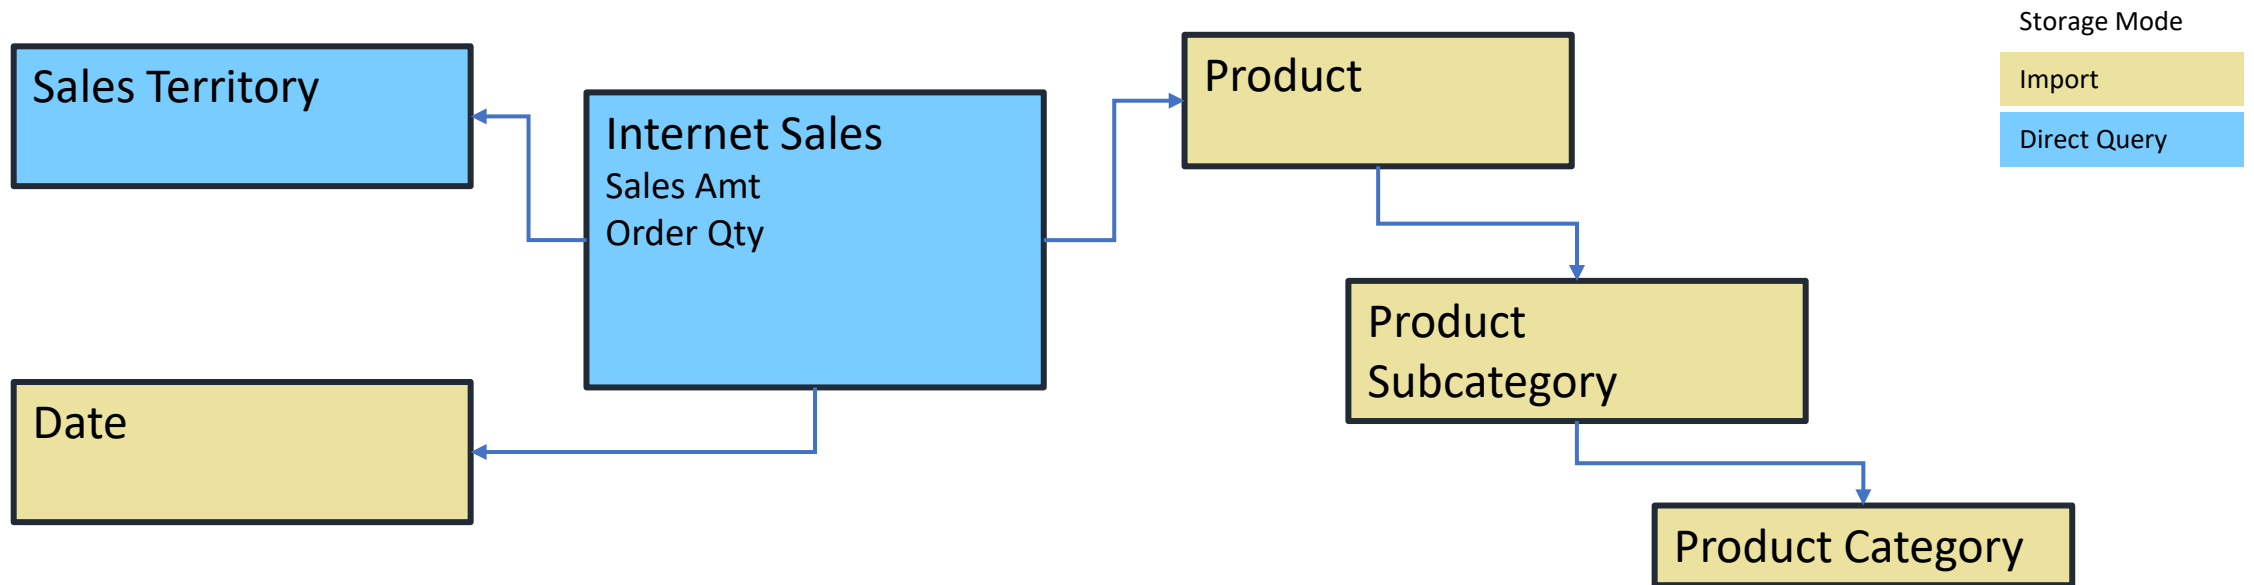 Sales Territory
Internet Sales
Sales Amt
Order Qty
Date
Product
Product
Subcategory
Product Category
Storage Mode
Import
Direct Query